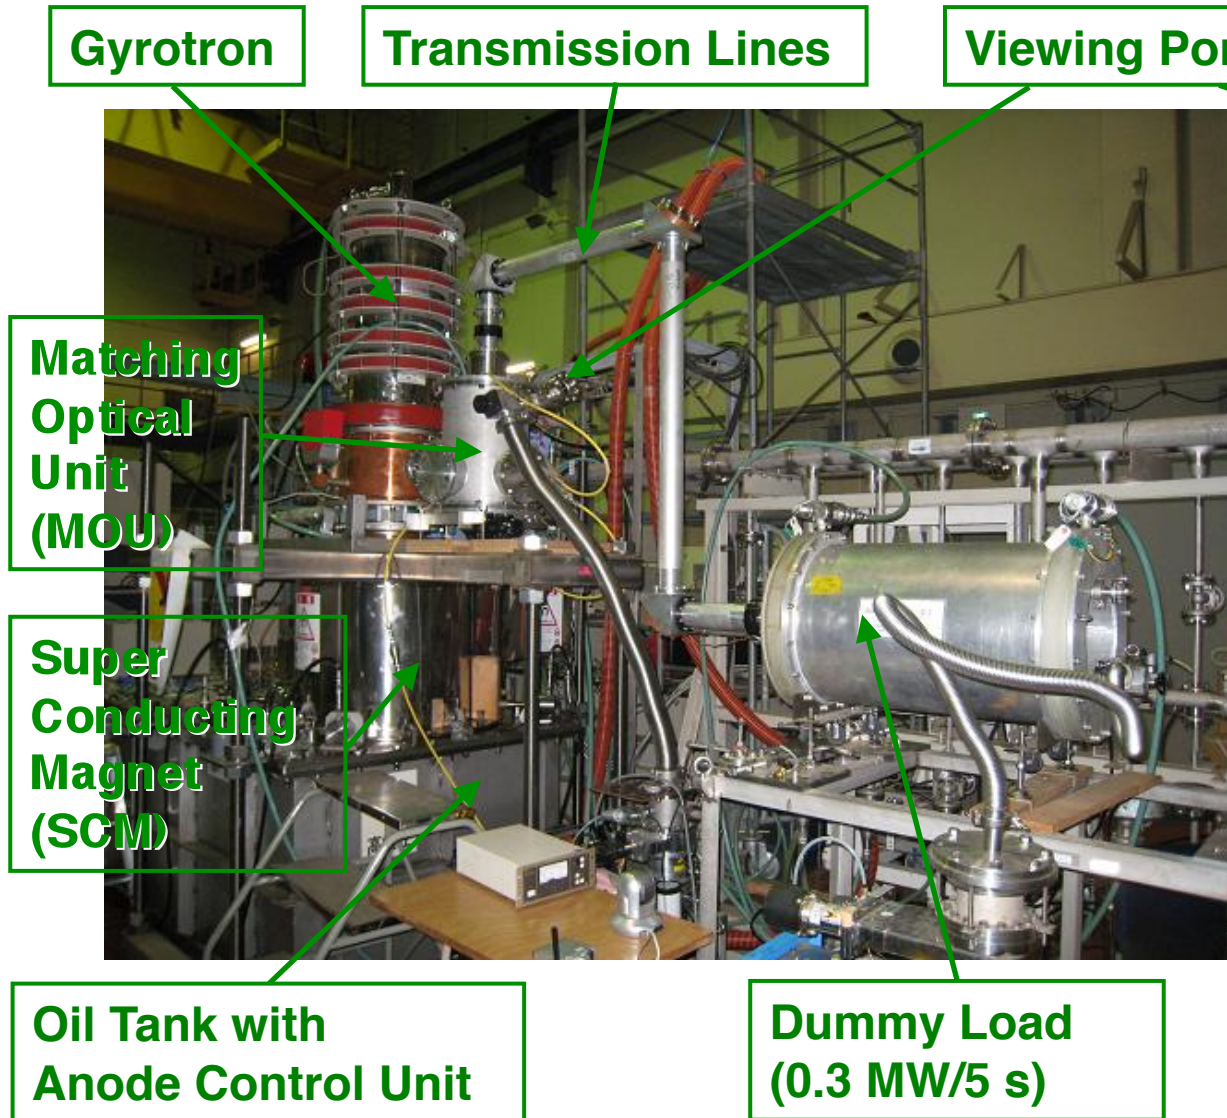 Gyrotron
Transmission Lines
Viewing Por
Matching
Optical
Unit
(MOU)
Super
Conducting
Magnet
(SCM)
Oil Tank with
Anode Control Unit
Dummy Load
(0.3 MW/5 s)